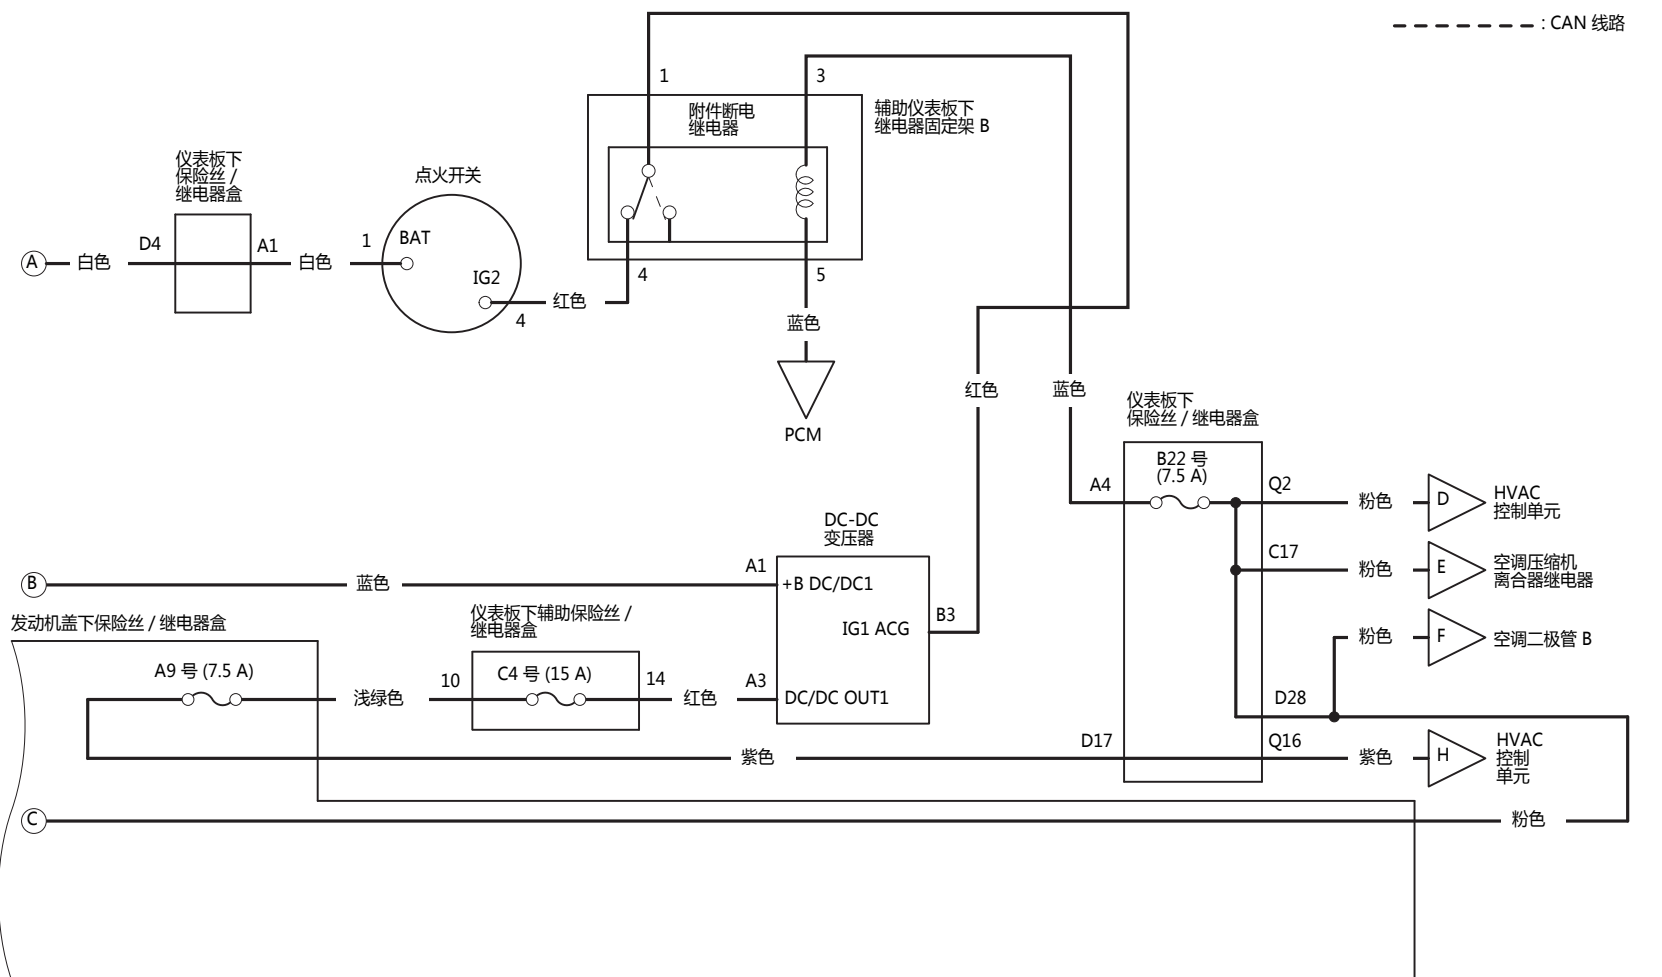 : CAN 线路
1
3
附件断电
继电器
辅助仪表板下
继电器固定架 B
仪表板下
保险丝 /
继电器盒
点火开关
A
白色
D4
A1
白色
1
BAT
IG2
4
红色
4
5
蓝色
PCM
红色
蓝色
仪表板下
保险丝 / 继电器盒
B22 号
(7.5 A)
A4
Q2
粉色
D
HVAC
控制单元
C17
粉色
E
空调压缩机
离合器继电器
粉色
F
空调二极管 B
DC-DC
变压器
B
蓝色
A1
+B DC/DC1
IG1 ACG
B3
发动机盖下保险丝 / 继电器盒
仪表板下辅助保险丝 /
继电器盒
A9 号 (7.5 A)
浅绿色
10
C4 号 (15 A)
14
红色
A3
DC/DC OUT1
D28
紫色
D17
Q16
紫色
H
HVAC
控制
单元
C
粉色